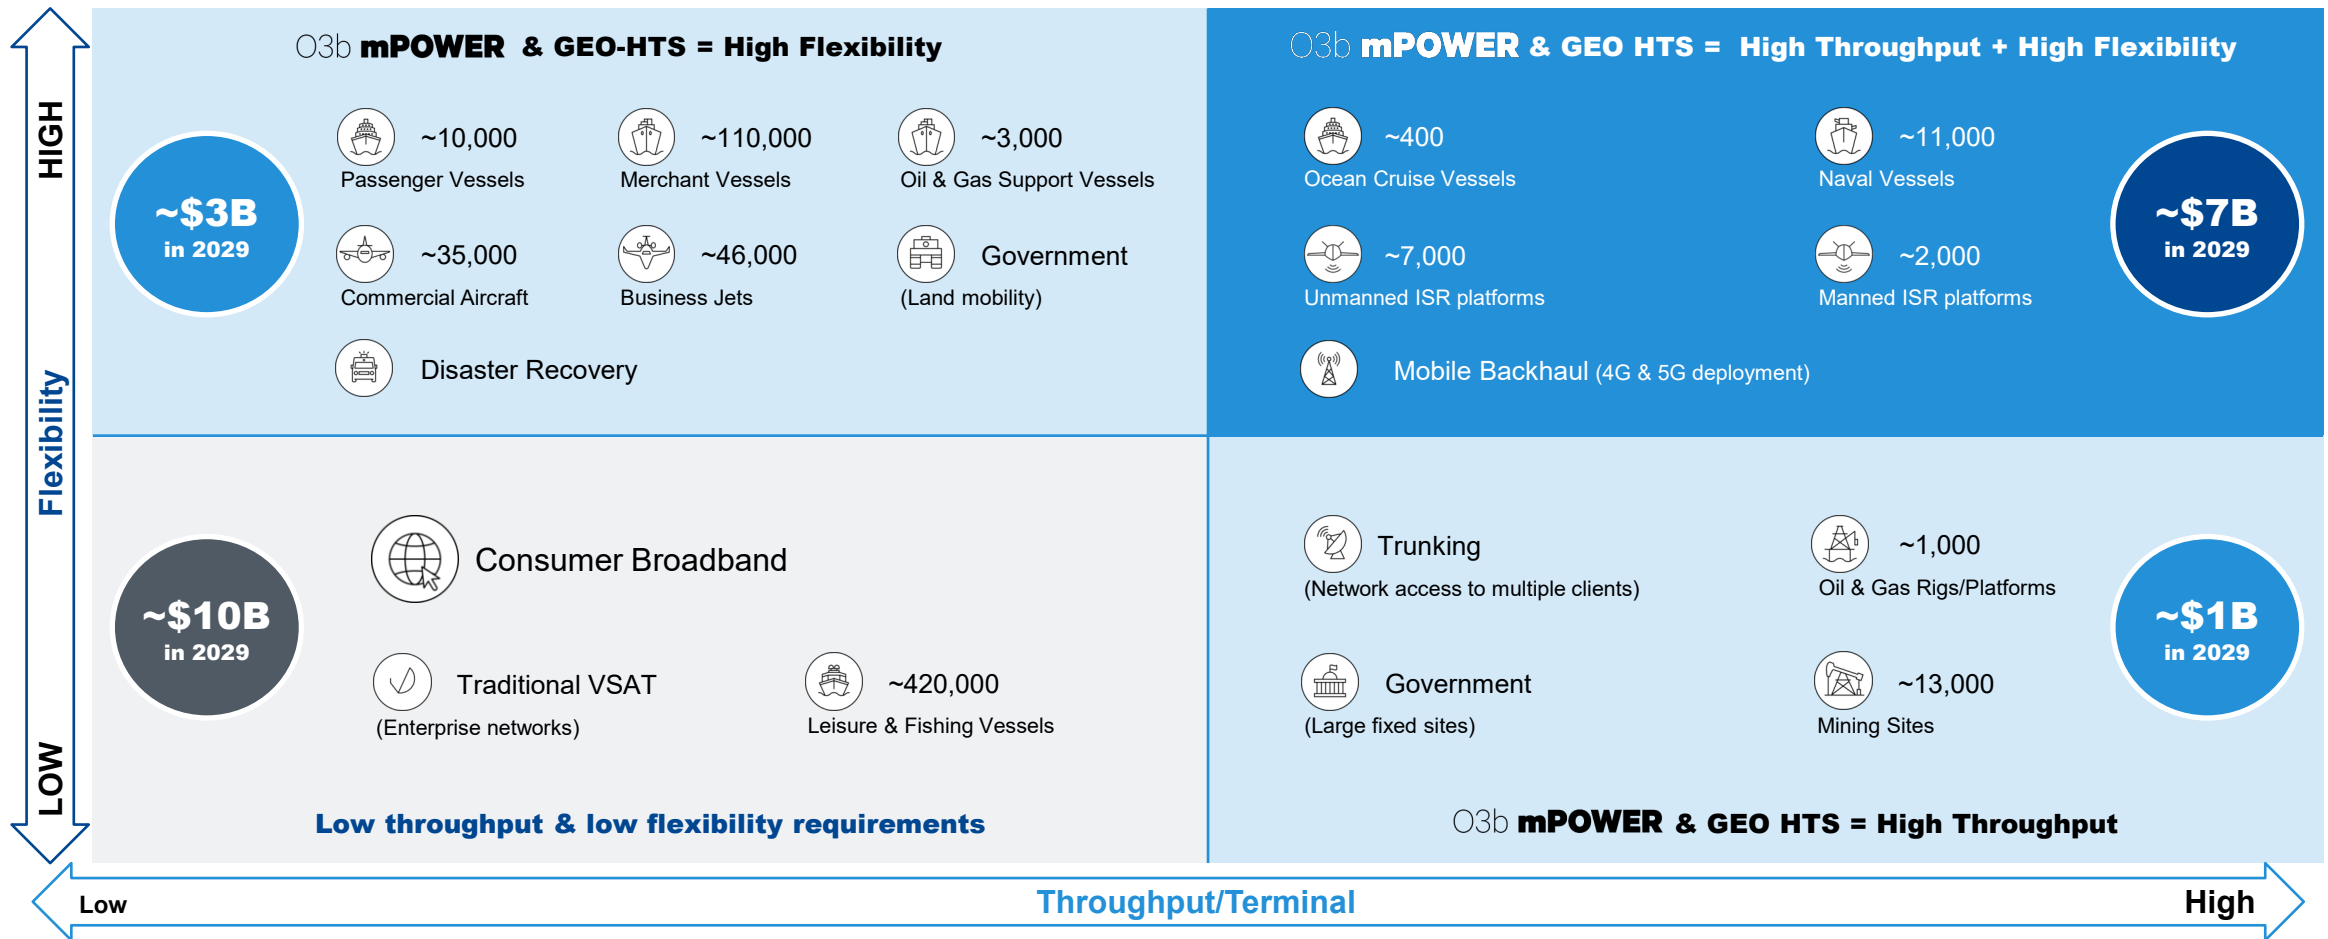 HIGH
Flexibility
LOW
O3b mPOWER & GEO-HTS = High Flexibility
~$3B
in 2029
~10,000
Passenger Vessels
~110,000
Merchant Vessels
~3,000
Oil & Gas Support Vessels
~35,000
Commercial Aircraft
~46,000
Business Jets
Government
(Land mobility)
Disaster Recovery
O3b mPOWER & GEO HTS = High Throughput + High Flexibility
~400
Ocean Cruise Vessels
~11,000
Naval Vessels
~7,000
Unmanned ISR platforms
~2,000
Manned ISR platforms
Mobile Backhaul (4G & 5G deployment)
~$7B
in 2029
~$10B
in 2029
Consumer Broadband
Traditional VSAT
(Enterprise networks)
~420,000
Leisure & Fishing Vessels
Low throughput & low flexibility requirements
Trunking
(Network access to multiple clients)
~1,000
Oil & Gas Rigs/Platforms
Government
(Large fixed sites)
~13,000
Mining Sites
~$1B
in 2029
O3b mPOWER & GEO HTS = High Throughput
Low
Throughput/Terminal
High